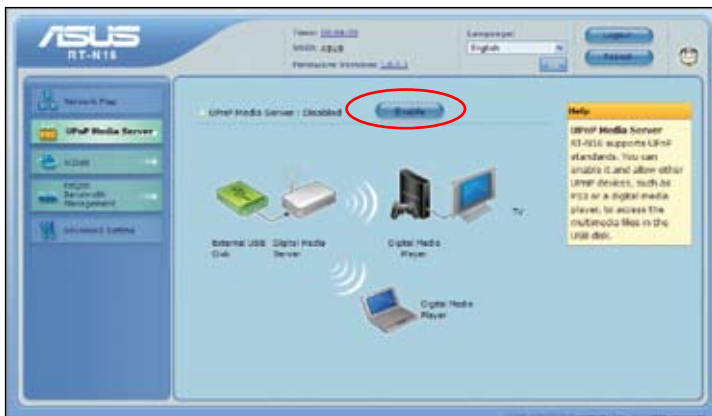 ASUS
RT-N16
Timer:
SSID: ASUS
Firmware Version:
Language:
English
Logout
Reboot
Network Map
UPnP Media Server
AiDisk
EzQoS
Bandwidth
Management
Advanced Setting
UPnP Media Server : Disabled
Enable
External USB
Disk
Digital Media
Server
Digital Media
Player
TV
Digital Media
Player
Help
UPnP Media Server
RT-N16 supports UPnP
standards. You can
enable it and allow other
UPNP devices, such as
PS3 or a digital media
player, to access the
multimedia files in the
USB disk.